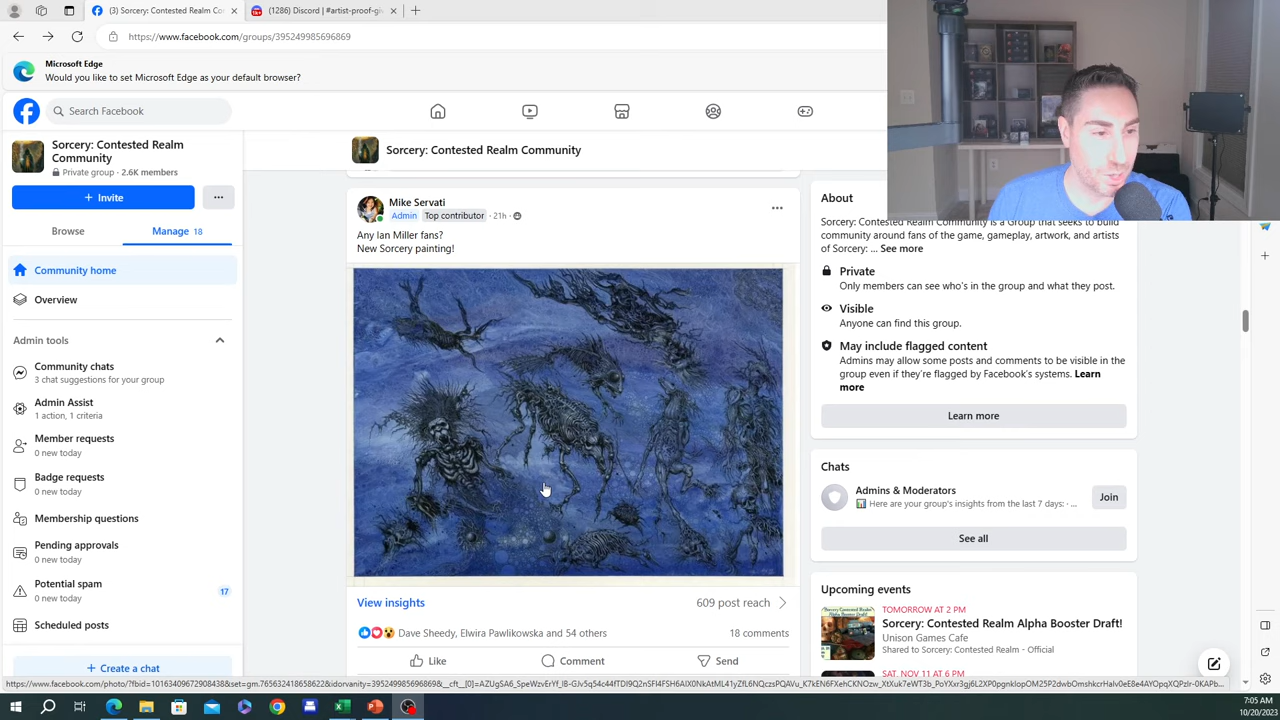 (3) Sorcery: Contested Realm Co
(1286) Discord | #artist-proof-gi
https://www.facebook.com/groups/395249985696869
Microsoft Edge
Would you like to set Microsoft Edge as your default browser?
Search Facebook
Sorcery: Contested Realm
Community
Private group · 2.6K members
+ Invite
Browse
Manage 18
Community home
Overview
Admin tools
Community chats
3 chat suggestions for your group
Admin Assist
1 action, 1 criteria
Member requests
0 new today
Badge requests
0 new today
Membership questions
Pending approvals
0 new today
Potential spam
0 new today
17
Scheduled posts
+ Create a chat
Sorcery: Contested Realm Community
Mike Servati
Admin Top contributor · 21h ·
Any Ian Miller fans?
New Sorcery painting!
View insights
609 post reach
Dave Sheedy, Elwira Pawlikowska and 54 others
18 comments
Like
Comment
Send
About
Sorcery: Contested Realm Community is a Group that seeks to build
community around fans of the game, gameplay, artwork, and artists
of Sorcery: ... See more
Private
Only members can see who's in the group and what they post.
Visible
Anyone can find this group.
May include flagged content
Admins may allow some posts and comments to be visible in the
group even if they're flagged by Facebook's systems. Learn
more
Learn more
Chats
Admins & Moderators
Here are your group's insights from the last 7 days: · ...
Join
See all
Upcoming events
TOMORROW AT 2 PM
Sorcery: Contested Realm Alpha Booster Draft!
Unison Games Cafe
Shared to Sorcery: Contested Realm - Official
SAT, NOV 11 AT 6 PM
7:05 AM
10/20/2023